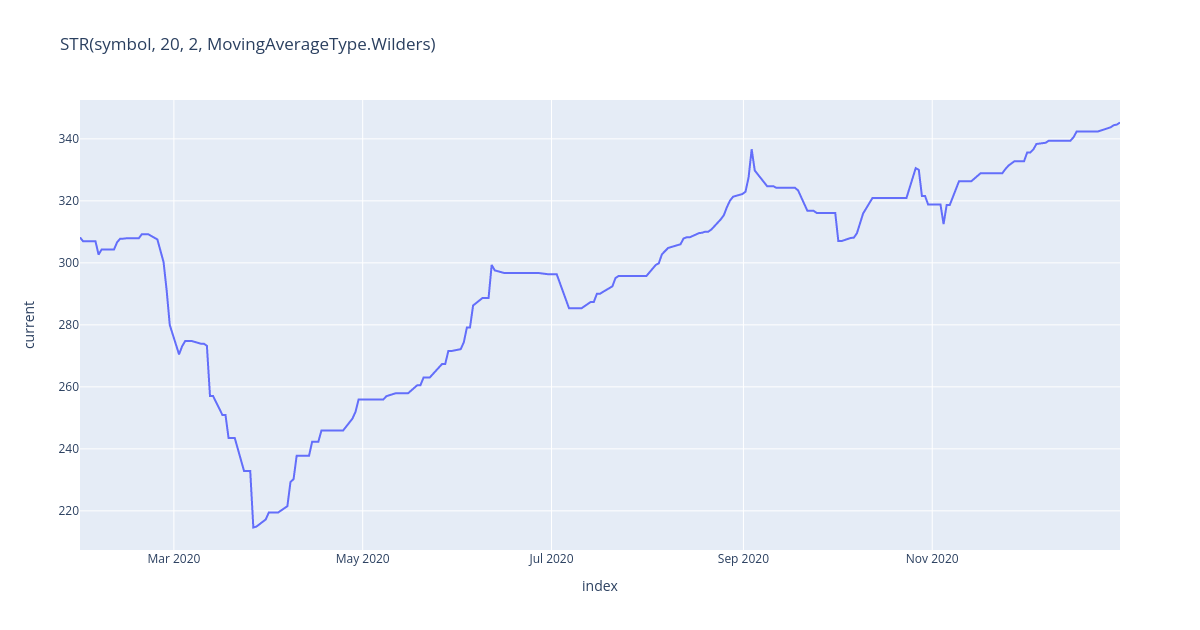 STR(symbol, 20, 2, MovingAverageType.Wilders)
340
320
300
280
260
240
220
current
Mar 2020
May 2020
Jul 2020
Sep 2020
Nov 2020
index